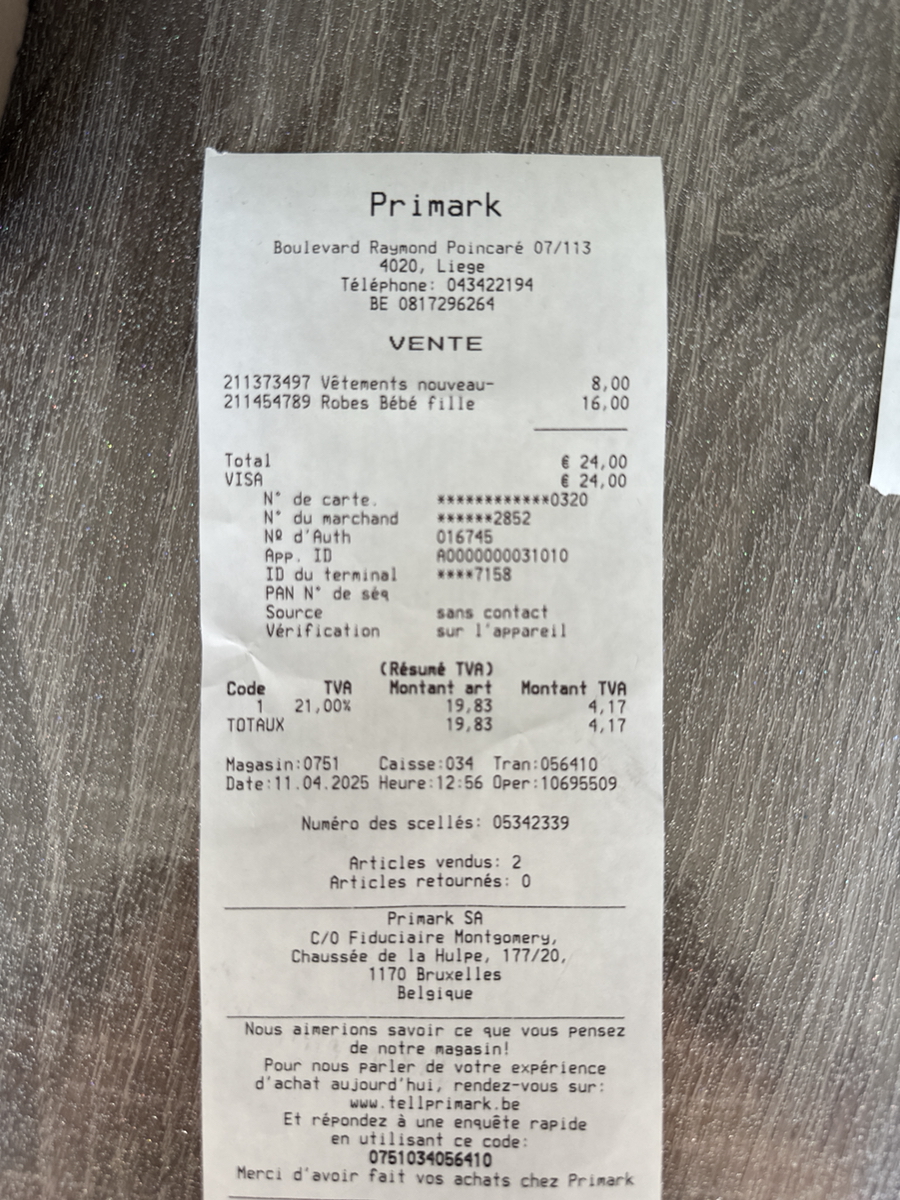 Primark
Boulevard Raymond Poincaré 07/113
4020, Liege
Téléphone: 043422194
BE 0817296264
VENTE
211373497 Vêtements nouveau- 8,00
211454789 Robes Bébé fille 16,00
Total € 24,00
VISA € 24,00
N° de carte. ************0320
N° du marchand ******2852
Nº d'Auth 016745
App. ID A0000000031010
ID du terminal ****7158
PAN N° de séq
Source sans contact
Vérification sur l'appareil
(Résumé TVA)
Code TVA Montant art Montant TVA
1 21,00% 19,83 4,17
TOTAUX 19,83 4,17
Magasin:0751 Caisse:034 Tran:056410
Date:11.04.2025 Heure:12:56 Oper:10695509
Numéro des scellés: 05342339
Articles vendus: 2
Articles retournés: 0
Primark SA
C/O Fiduciaire Montgomery,
Chaussée de la Hulpe, 177/20,
1170 Bruxelles
Belgique
Nous aimerions savoir ce que vous pensez
de notre magasin!
Pour nous parler de votre expérience
d'achat aujourd'hui, rendez-vous sur:
www.tellprimark.be
Et répondez à une enquête rapide
en utilisant ce code:
0751034056410
Merci d'avoir fait vos achats chez Primark